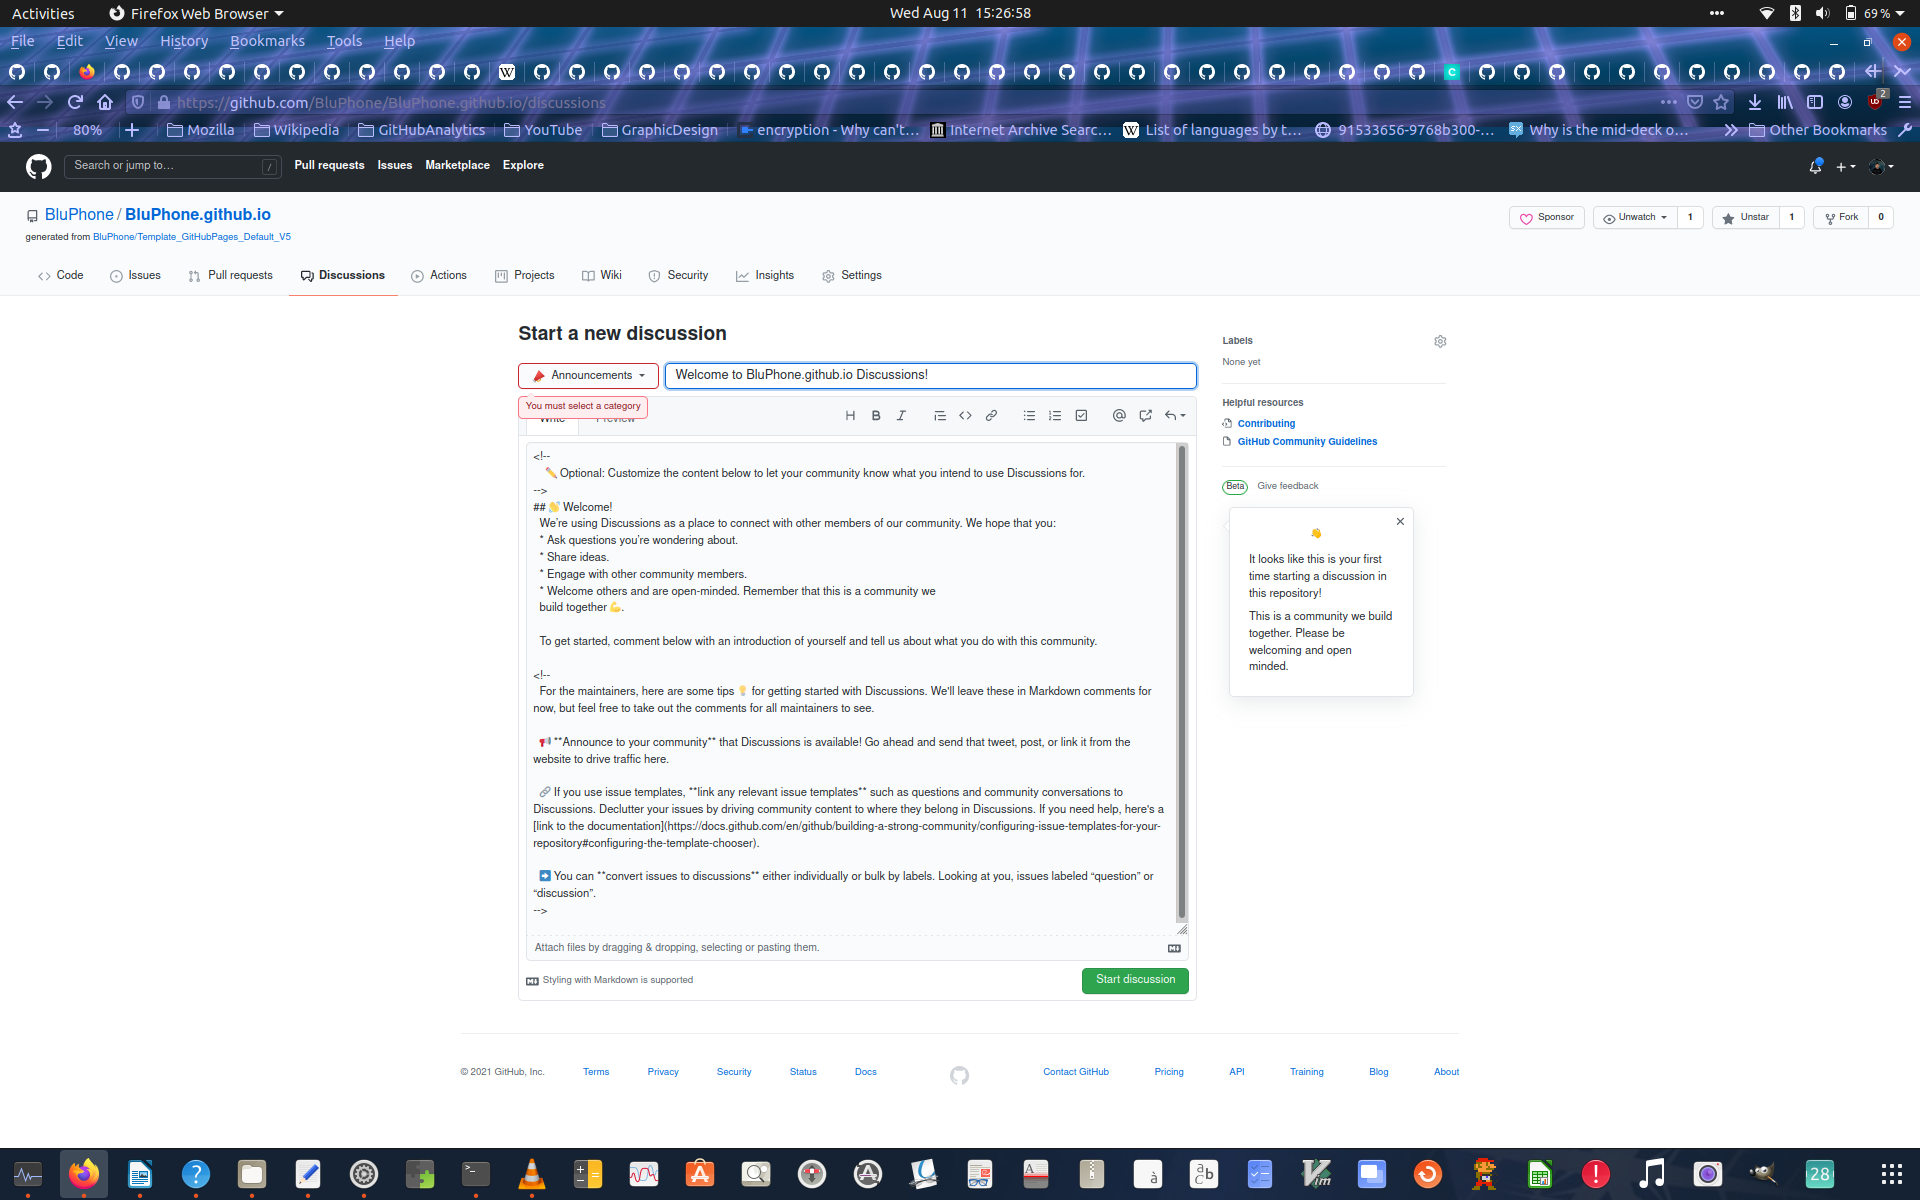 Activities
Firefox Web Browser
Wed Aug 11 15:26:58
69 %
File Edit View History Bookmarks Tools Help
https://github.com/BluPhone/BluPhone.github.io/discussions
2
80%
Mozilla
Wikipedia
GitHubAnalytics
YouTube
GraphicDesign
encryption - Why can't…
Internet Archive Searc…
List of languages by t…
91533656-9768b300-…
Why is the mid-deck o…
Other Bookmarks
Search or jump to…
/
Pull requests Issues Marketplace Explore
BluPhone / BluPhone.github.io
generated from BluPhone/Template_GitHubPages_Default_V5
Sponsor
Unwatch 1
Unstar 1
Fork 0
Code Issues Pull requests Discussions Actions Projects Wiki Security Insights Settings
Start a new discussion
Announcements
Welcome to BluPhone.github.io Discussions!
You must select a category
Write Preview
<!--
✏️ Optional: Customize the content below to let your community know what you intend to use Discussions for.
-->
## 👋 Welcome!
We’re using Discussions as a place to connect with other members of our community. We hope that you:
* Ask questions you’re wondering about.
* Share ideas.
* Engage with other community members.
* Welcome others and are open-minded. Remember that this is a community we
build together 💪.
To get started, comment below with an introduction of yourself and tell us about what you do with this community.
<!--
For the maintainers, here are some tips 💡 for getting started with Discussions. We'll leave these in Markdown comments for
now, but feel free to take out the comments for all maintainers to see.
📢 **Announce to your community** that Discussions is available! Go ahead and send that tweet, post, or link it from the
website to drive traffic here.
🔗 If you use issue templates, **link any relevant issue templates** such as questions and community conversations to
Discussions. Declutter your issues by driving community content to where they belong in Discussions. If you need help, here's a
[link to the documentation](https://docs.github.com/en/github/building-a-strong-community/configuring-issue-templates-for-your-
repository#configuring-the-template-chooser).
➡️ You can **convert issues to discussions** either individually or bulk by labels. Looking at you, issues labeled “question” or
“discussion”.
-->
Attach files by dragging & dropping, selecting or pasting them.
Styling with Markdown is supported
Start discussion
Labels
None yet
Helpful resources
Contributing
GitHub Community Guidelines
Beta Give feedback
👋
It looks like this is your first
time starting a discussion in
this repository!
This is a community we build
together. Please be
welcoming and open
minded.
© 2021 GitHub, Inc. Terms Privacy Security Status Docs Contact GitHub Pricing API Training Blog About
28